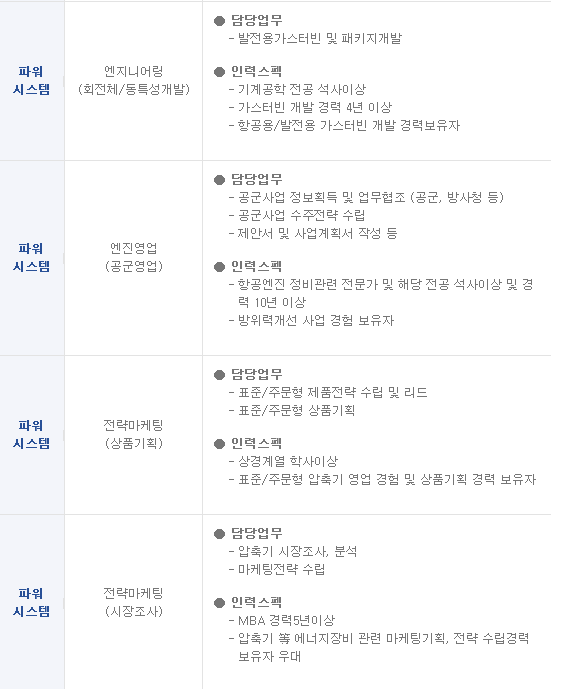 파워
시스템
엔지니어링
(회전체/동특성개발)
● 담당업무
- 발전용가스터빈 및 패키지개발
● 인력스펙
- 기계공학 전공 석사이상
- 가스터빈 개발 경력 4년 이상
- 항공용/발전용 가스터빈 개발 경력보유자
파워
시스템
엔진영업
(공군영업)
● 담당업무
- 공군사업 정보획득 및 업무협조 (공군, 방사청 등)
- 공군사업 수주전략 수립
- 제안서 및 사업계획서 작성 등
● 인력스펙
- 항공엔진 정비관련 전문가 및 해당 전공 석사이상 및 경
력 10년 이상
- 방위력개선 사업 경험 보유자
파워
시스템
전략마케팅
(상품기획)
● 담당업무
- 표준/주문형 제품전략 수립 및 리드
- 표준/주문형 상품기획
● 인력스펙
- 상경계열 학사이상
- 표준/주문형 압축기 영업 경험 및 상품기획 경력 보유자
파워
시스템
전략마케팅
(시장조사)
● 담당업무
- 압축기 시장조사, 분석
- 마케팅전략 수립
● 인력스펙
- MBA 경력5년이상
- 압축기 等 에너지장비 관련 마케팅기획, 전략 수립경력
보유자 우대